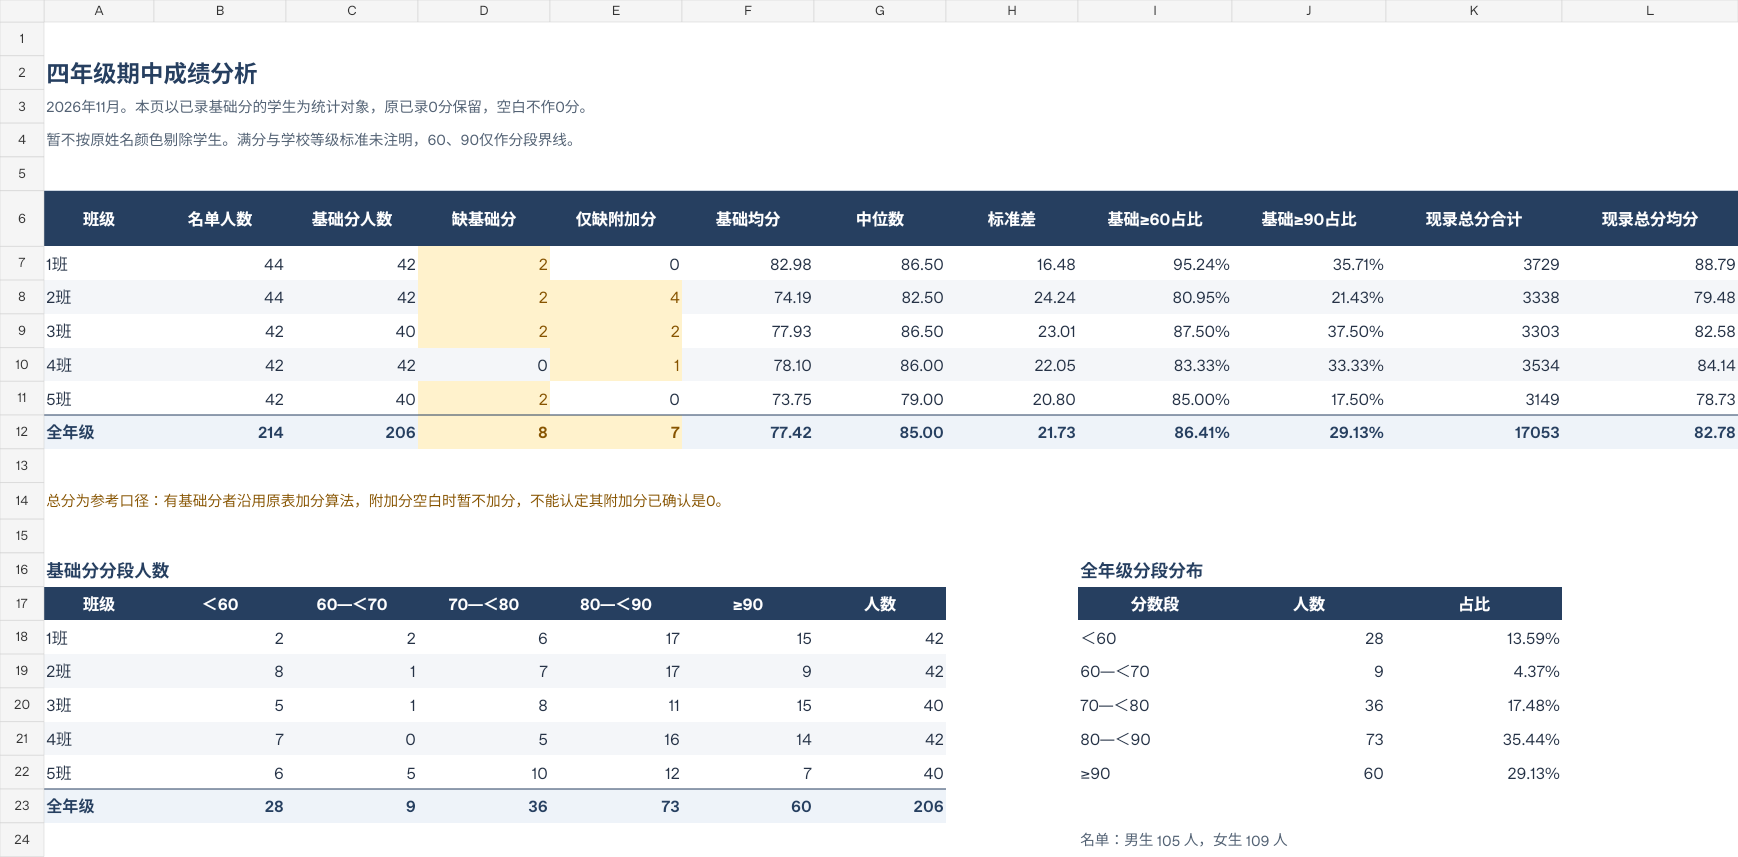 A B C D E F G H I J K L
1
2 四年级期中成绩分析
3 2026年11月。本页以已录基础分的学生为统计对象，原已录0分保留，空白不作0分。
4 暂不按原姓名颜色剔除学生。满分与学校等级标准未注明，60、90仅作分段界线。
5
6 班级 名单人数 基础分人数 缺基础分 仅缺附加分 基础均分 中位数 标准差 基础≥60占比 基础≥90占比 现录总分合计 现录总分均分
7 1班 44 42 2 0 82.98 86.50 16.48 95.24% 35.71% 3729 88.79
8 2班 44 42 2 4 74.19 82.50 24.24 80.95% 21.43% 3338 79.48
9 3班 42 40 2 2 77.93 86.50 23.01 87.50% 37.50% 3303 82.58
10 4班 42 42 0 1 78.10 86.00 22.05 83.33% 33.33% 3534 84.14
11 5班 42 40 2 0 73.75 79.00 20.80 85.00% 17.50% 3149 78.73
12 全年级 214 206 8 7 77.42 85.00 21.73 86.41% 29.13% 17053 82.78
13
14 总分为参考口径：有基础分者沿用原表加分算法，附加分空白时暂不加分，不能认定其附加分已确认是0。
15
16 基础分分段人数 全年级分段分布
17 班级 <60 60—<70 70—<80 80—<90 ≥90 人数 分数段 人数 占比
18 1班 2 2 6 17 15 42 <60 28 13.59%
19 2班 8 1 7 17 9 42 60—<70 9 4.37%
20 3班 5 1 8 11 15 40 70—<80 36 17.48%
21 4班 7 0 5 16 14 42 80—<90 73 35.44%
22 5班 6 5 10 12 7 40 ≥90 60 29.13%
23 全年级 28 9 36 73 60 206
24 名单：男生 105 人，女生 109 人